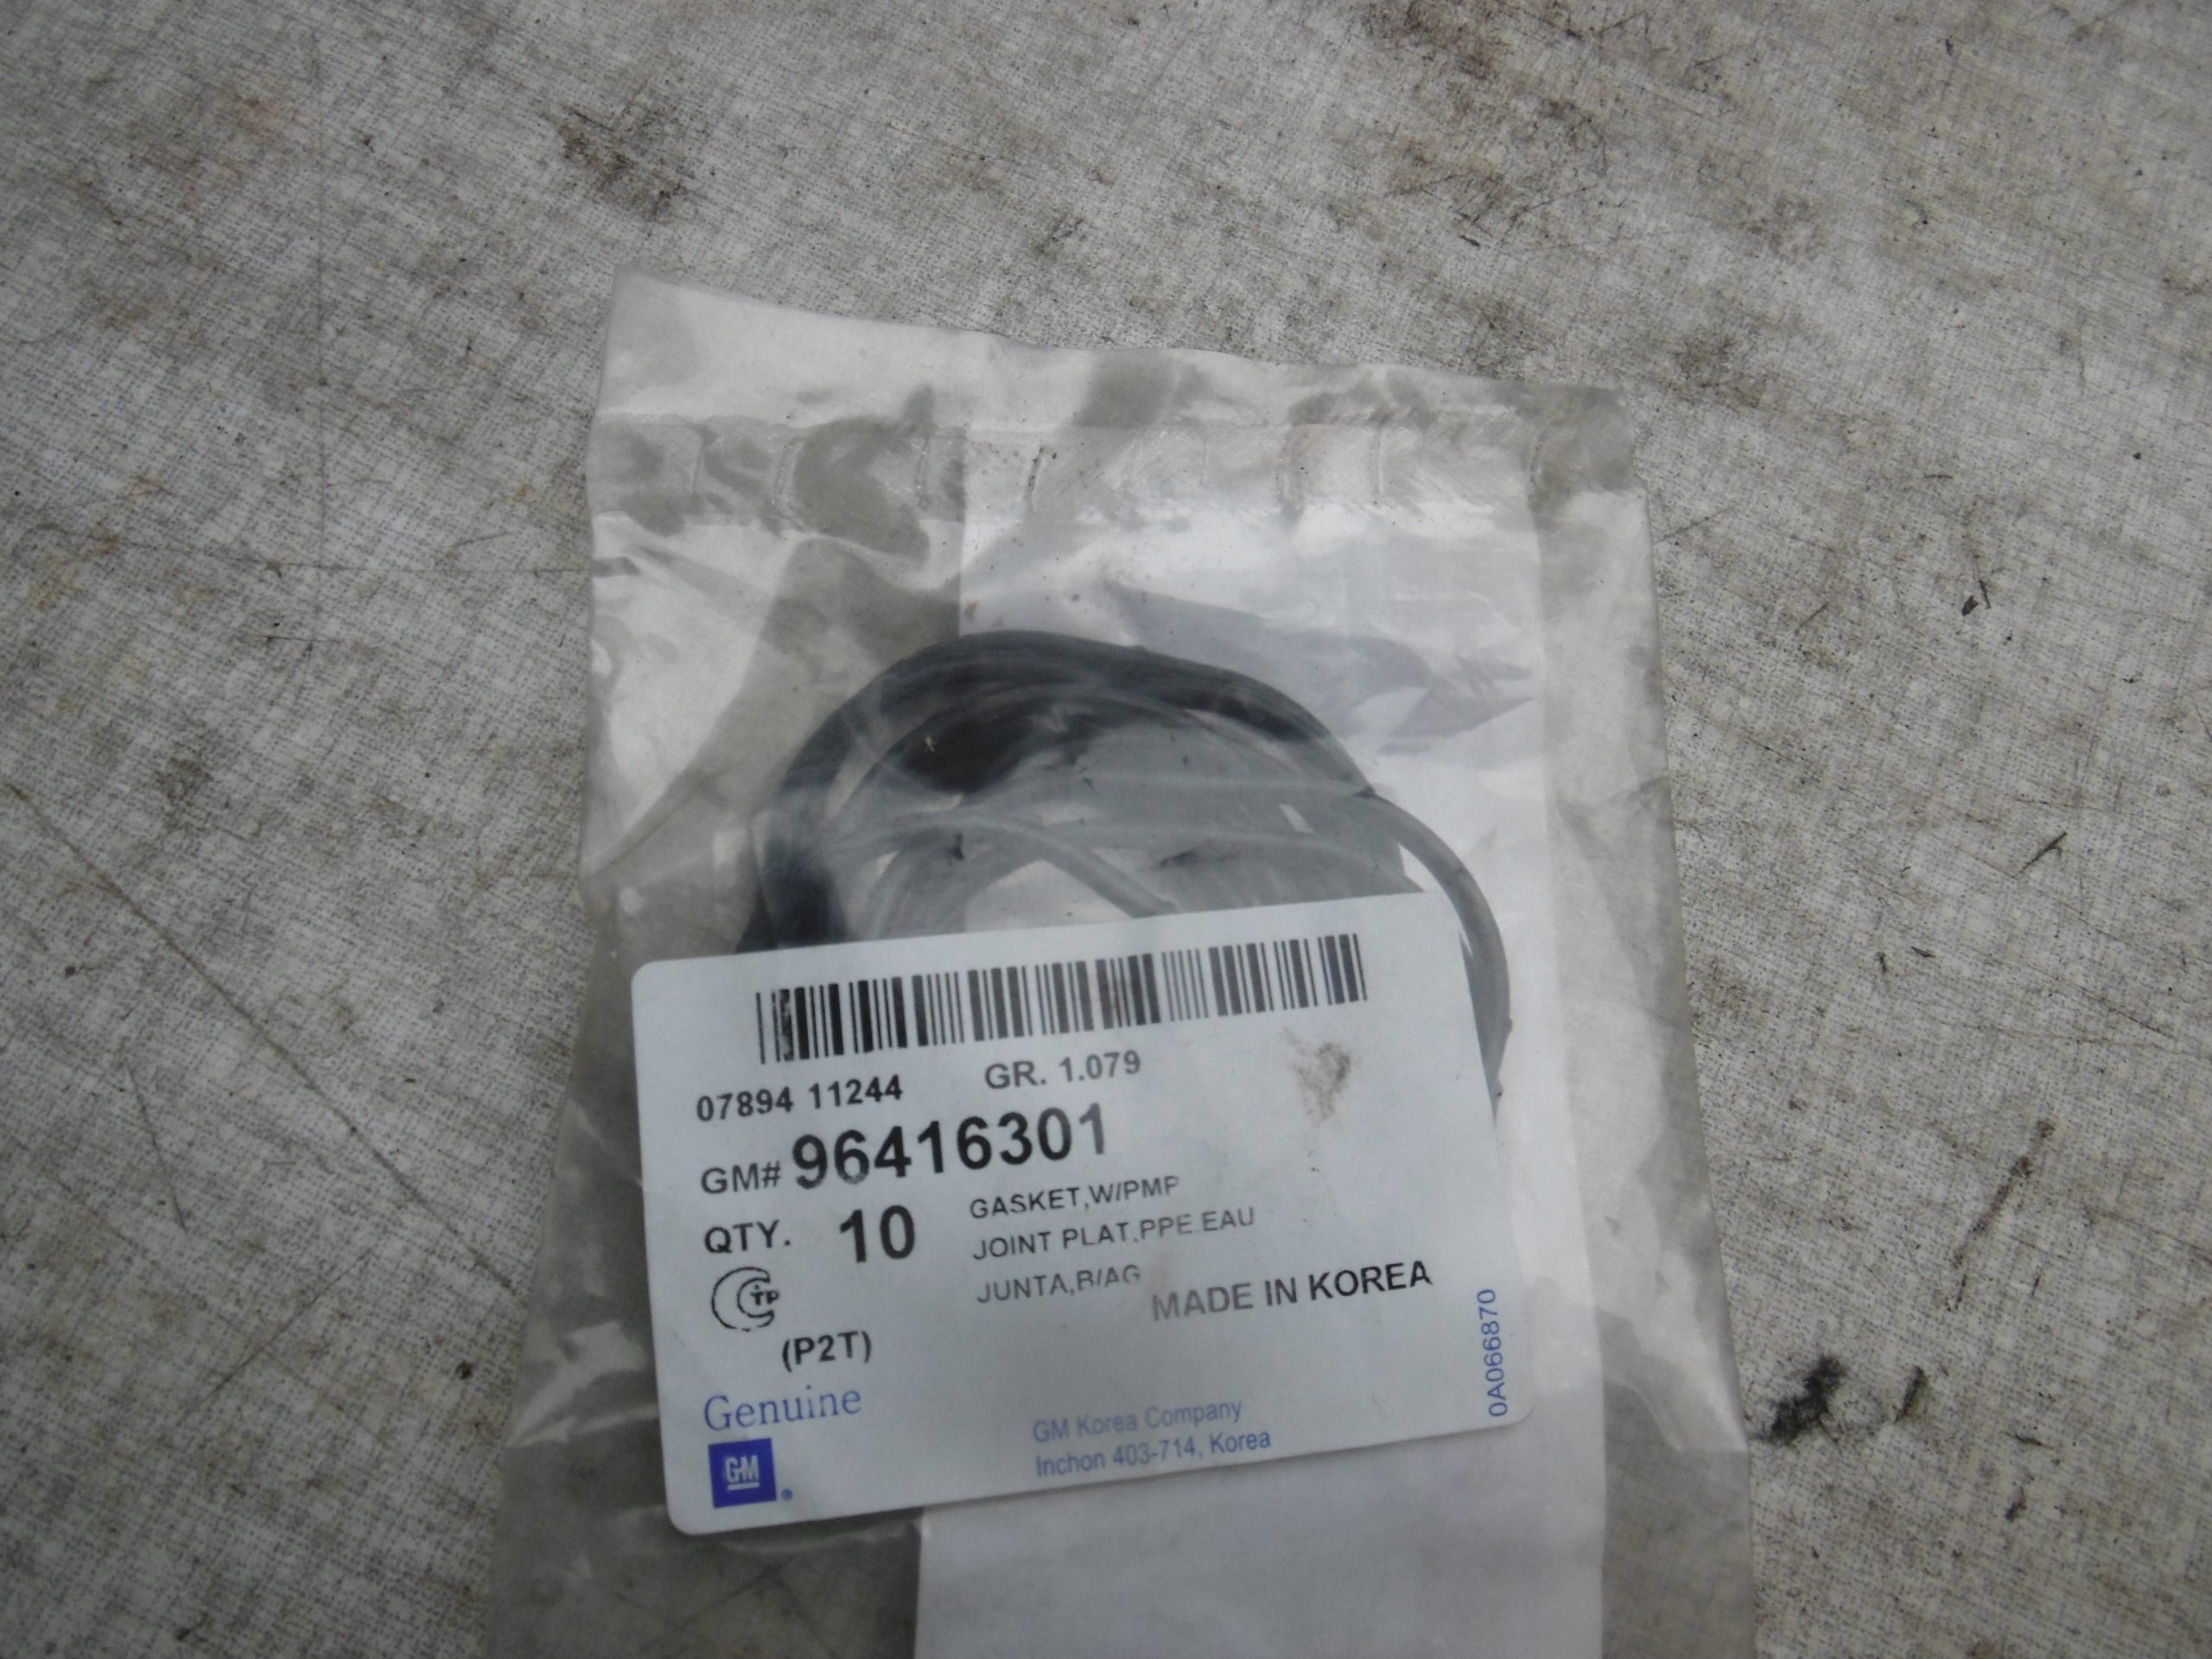 07894 11244 GR. 1.079
GM# 96416301
QTY. 10 GASKET,W/PMP
JOINT PLAT,PPE.EAU
JUNTA,B/AG
MADE IN KOREA
(P2T)
Genuine
GM
GM Korea Company
Inchon 403-714, Korea
0A066870